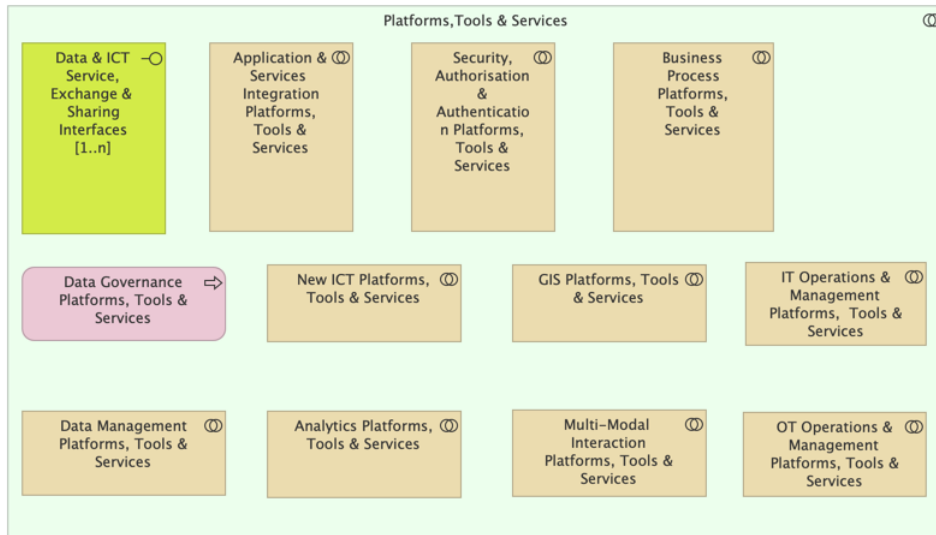 Platforms,Tools & Services
Data & ICT
Service,
Exchange &
Sharing
Interfaces
[1..n]
Application &
Services
Integration
Platforms,
Tools &
Services
Security,
Authorisation
&
Authenticatio
n Platforms,
Tools &
Services
Business
Process
Platforms,
Tools &
Services
Data Governance
Platforms, Tools &
Services
New ICT Platforms,
Tools & Services
GIS Platforms, Tools
& Services
IT Operations &
Management
Platforms, Tools &
Services
Data Management
Platforms, Tools &
Services
Analytics Platforms,
Tools & Services
Multi-Modal
Interaction
Platforms, Tools &
Services
OT Operations &
Management
Platforms, Tools &
Services